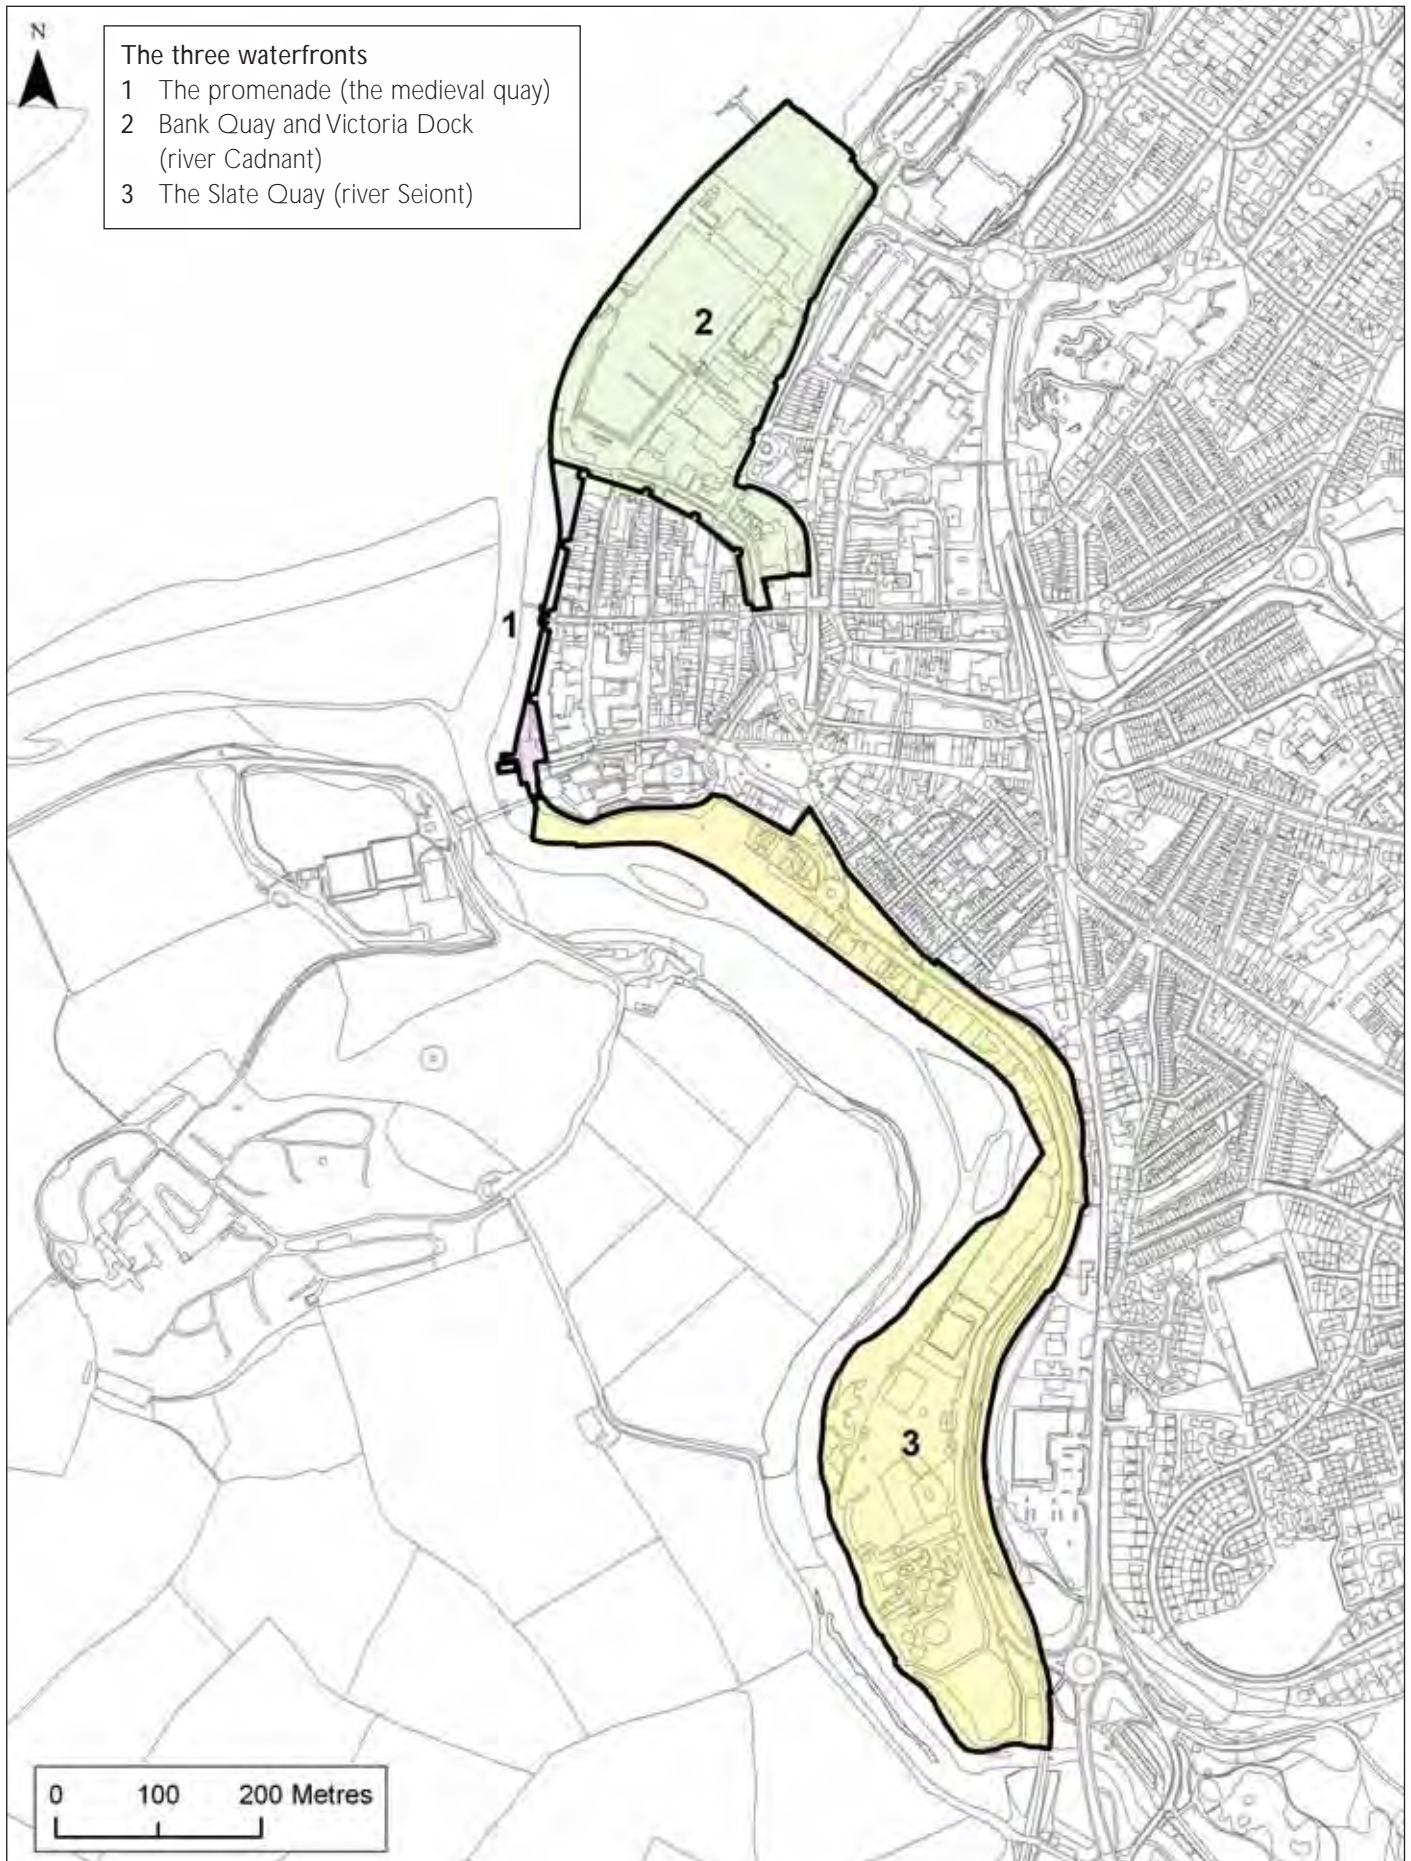 N
The three waterfronts
1 The promenade (the medieval quay)
2 Bank Quay and Victoria Dock
(river Cadnant)
3 The Slate Quay (river Seiont)
2
1
3
0 100 200 Metres